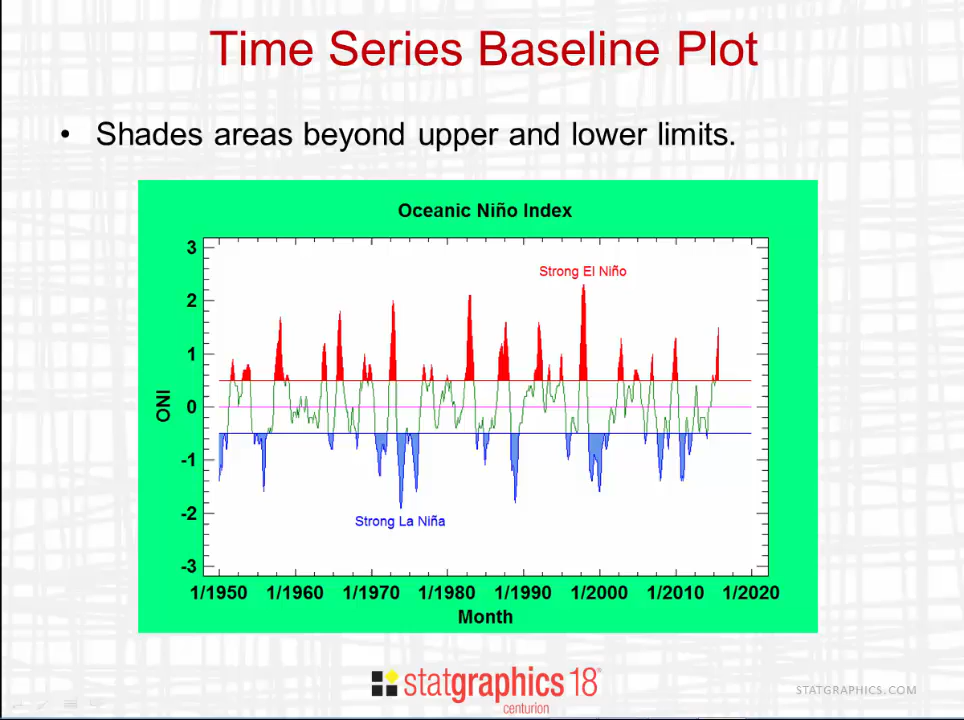 Time Series Baseline Plot
• Shades areas beyond upper and lower limits.
Oceanic Niño Index
3
Strong El Niño
2
1
0
ONI
-1
-2
Strong La Niña
-3
1/1950 1/1960 1/1970 1/1980 1/1990 1/2000 1/2010 1/2020
Month
statgraphics 18®
centurion
STATGRAPHICS.COM